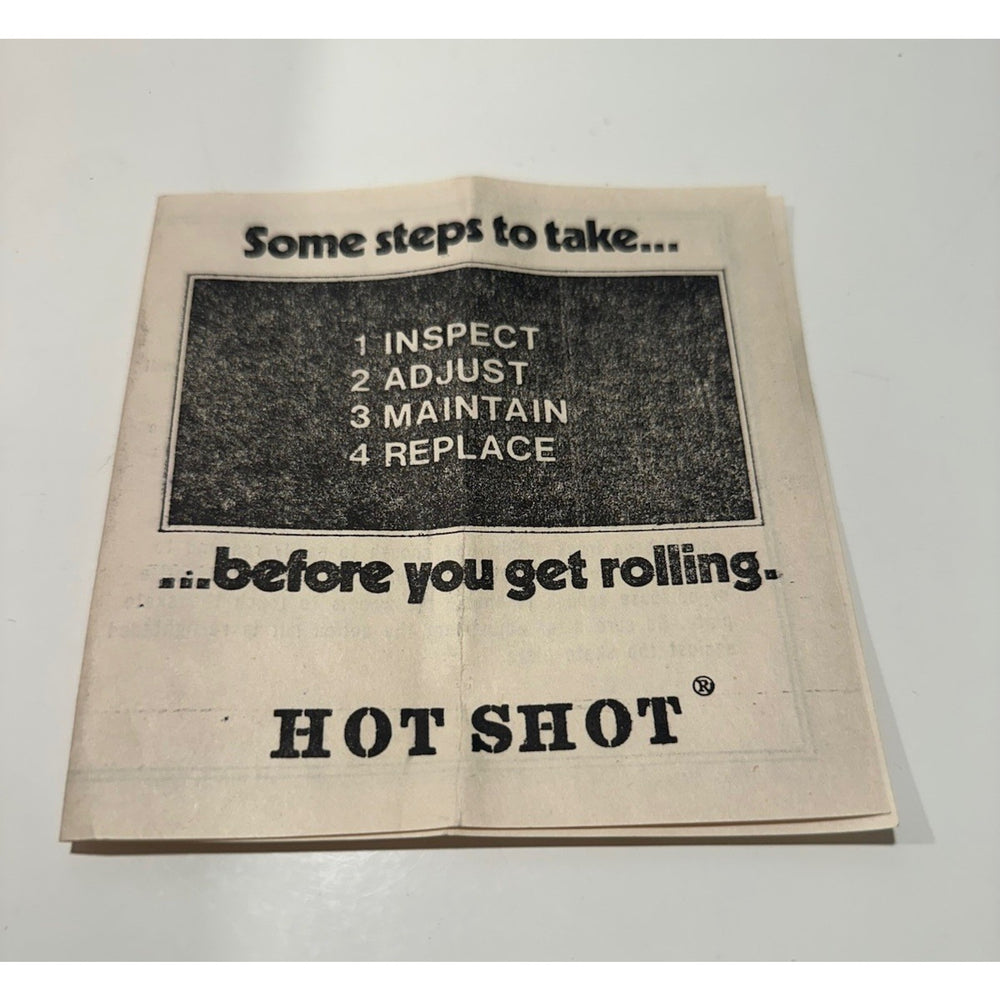 Some steps to take...
1 INSPECT
2 ADJUST
3 MAINTAIN
4 REPLACE
...before you get rolling.
HOT SHOT®